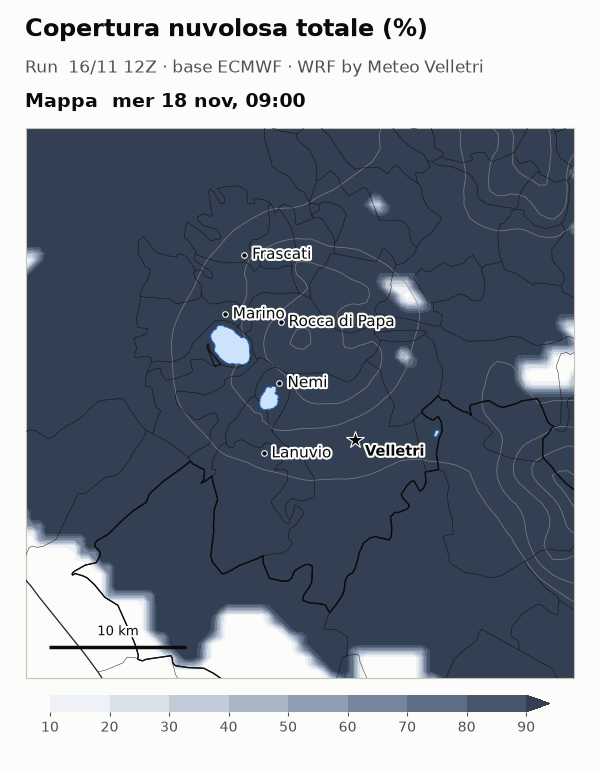 Copertura nuvolosa totale (%)
Run 16/11 12Z · base ECMWF · WRF by Meteo Velletri
Mappa mer 18 nov, 09:00
Frascati
Marino
Rocca di Papa
Nemi
Velletri
Lanuvio
10 km
10 20 30 40 50 60 70 80 90